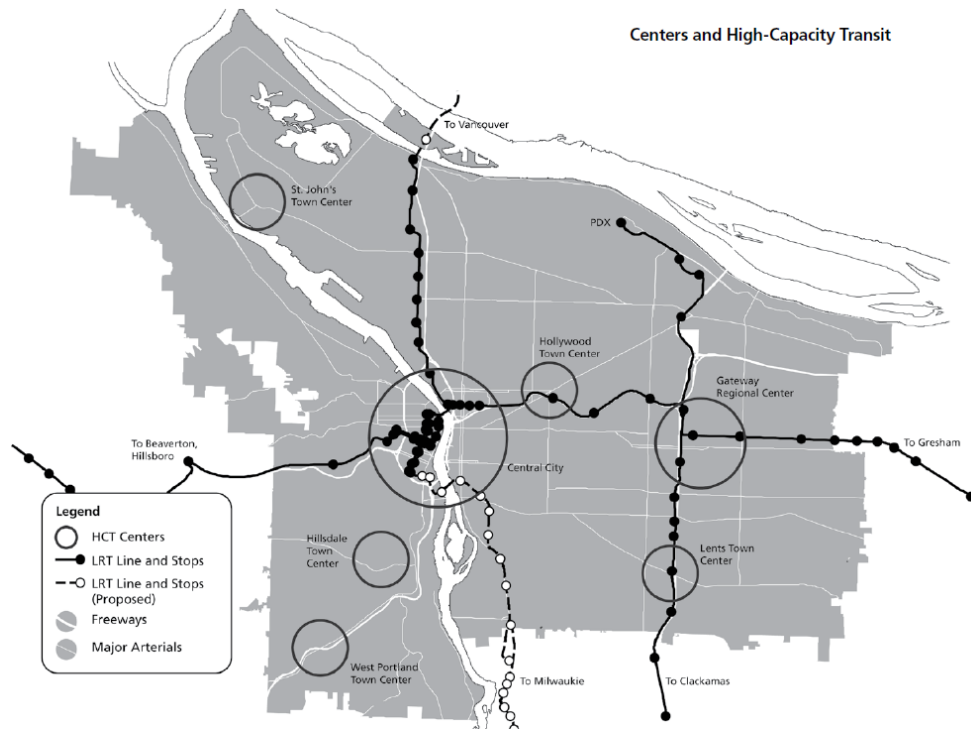 Centers and High-Capacity Transit
To Vancouver
St. John's
Town Center
PDX
Hollywood
Town Center
Gateway
Regional Center
To Beaverton,
Hillsboro
To Gresham
Central City
Legend
HCT Centers
LRT Line and Stops
LRT Line and Stops
(Proposed)
Freeways
Major Arterials
Hillsdale
Town
Center
Lents Town
Center
West Portland
Town Center
To Milwaukie
To Clackamas